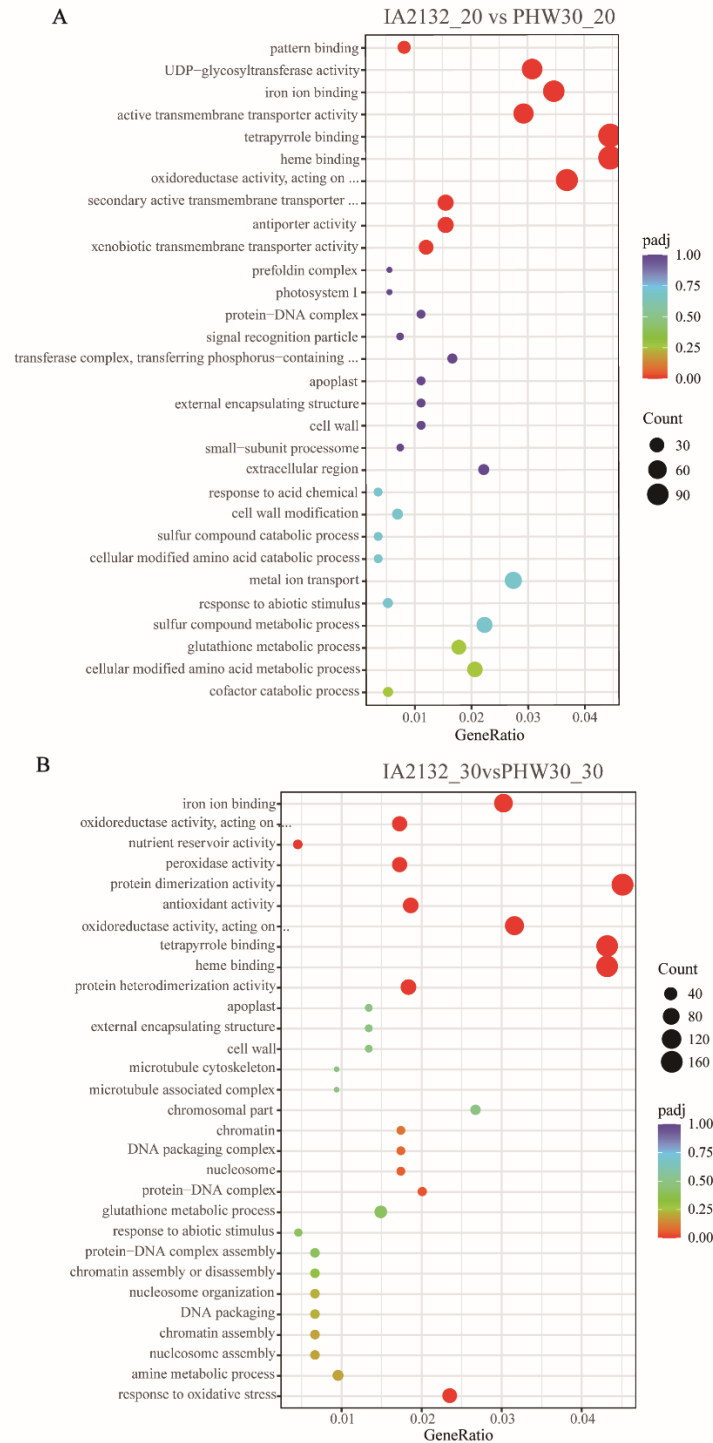 A
IA2132_20 vs PHW30_20
pattern binding
UDP−glycosyltransferase activity
iron ion binding
active transmembrane transporter activity
tetrapyrrole binding
heme binding
oxidoreductase activity, acting on ...
secondary active transmembrane transporter ...
antiporter activity
xenobiotic transmembrane transporter activity
prefoldin complex
photosystem I
protein−DNA complex
signal recognition particle
transferase complex, transferring phosphorus−containing ...
apoplast
external encapsulating structure
cell wall
small−subunit processome
extracellular region
response to acid chemical
cell wall modification
sulfur compound catabolic process
cellular modified amino acid catabolic process
metal ion transport
response to abiotic stimulus
sulfur compound metabolic process
glutathione metabolic process
cellular modified amino acid metabolic process
cofactor catabolic process
0.01 0.02 0.03 0.04
GeneRatio
padj
1.00
0.75
0.50
0.25
0.00
Count
30
60
90
B
IA2132_30vsPHW30_30
iron ion binding
oxidoreductase activity, acting on ...
nutrient reservoir activity
peroxidase activity
protein dimerization activity
antioxidant activity
oxidoreductase activity, acting on ...
tetrapyrrole binding
heme binding
protein heterodimerization activity
apoplast
external encapsulating structure
cell wall
microtubule cytoskeleton
microtubule associated complex
chromosomal part
chromatin
DNA packaging complex
nucleosome
protein−DNA complex
glutathione metabolic process
response to abiotic stimulus
protein−DNA complex assembly
chromatin assembly or disassembly
nucleosome organization
DNA packaging
chromatin assembly
nucleosome assembly
amine metabolic process
response to oxidative stress
0.01 0.02 0.03 0.04
GeneRatio
Count
40
80
120
160
padj
1.00
0.75
0.50
0.25
0.00